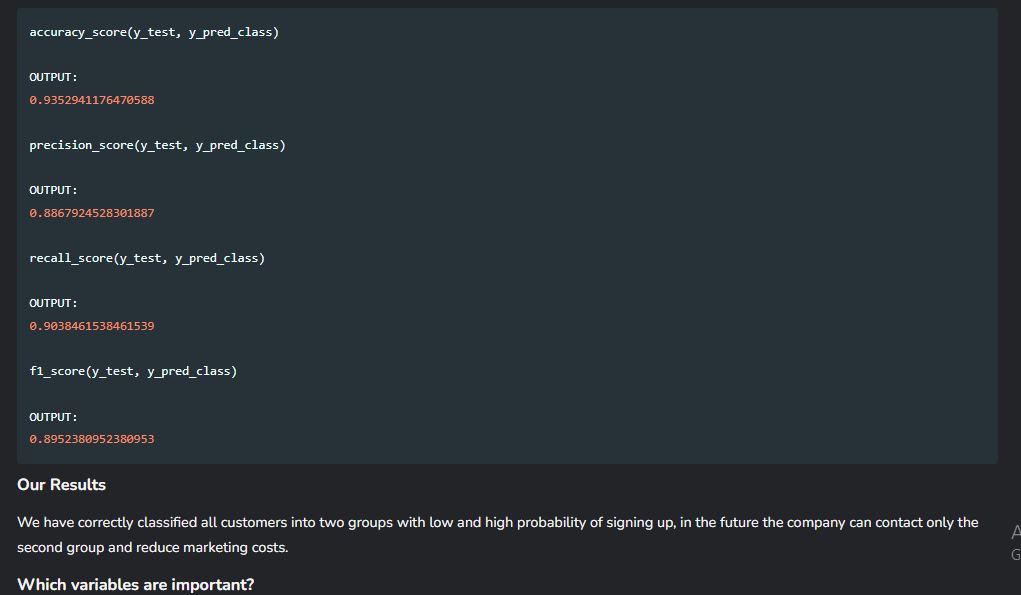 accuracy_score(y_test, y_pred_class)
OUTPUT:
0.9352941176470588
precision_score(y_test, y_pred_class)
OUTPUT:
0.8867924528301887
recall_score(y_test, y_pred_class)
OUTPUT:
0.9038461538461539
f1_score(y_test, y_pred_class)
OUTPUT:
0.8952380952380953
Our Results
We have correctly classified all customers into two groups with low and high probability of signing up, in the future the company can contact only the
second group and reduce marketing costs.
A
G
Which variables are important?